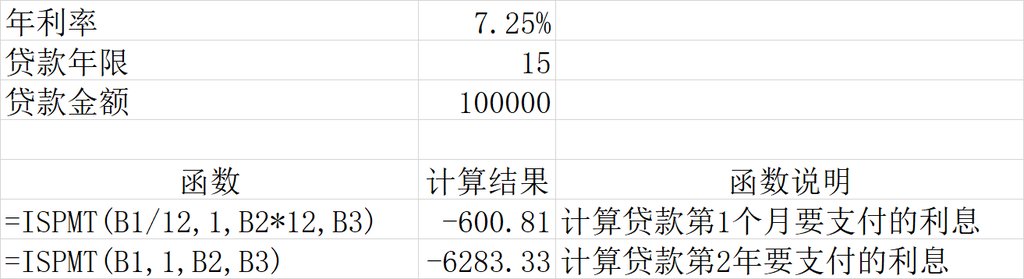 年利率 7.25%
贷款年限 15
贷款金额 100000
函数 计算结果 函数说明
=ISPMT(B1/12,1,B2*12,B3) -600.81 计算贷款第1个月要支付的利息
=ISPMT(B1,1,B2,B3) -6283.33 计算贷款第2年要支付的利息